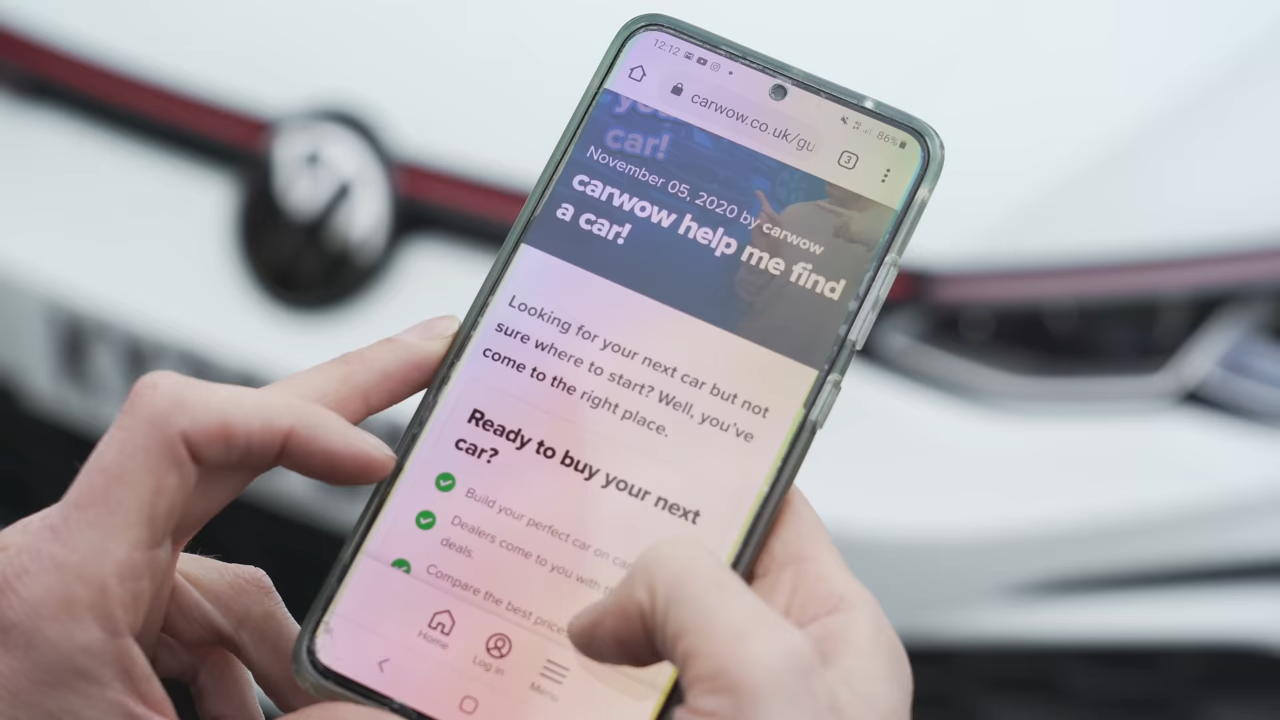 12:12
86%
carwow.co.uk/gu
3
car!
November 05, 2020 by carwow
carwow help me find
a car!
Looking for your next car but not
sure where to start? Well, you've
come to the right place.
Ready to buy your next
car?
Build your perfect car on
Dealers come to you with
deals.
Compare the best prices
Home
Log in
Menu